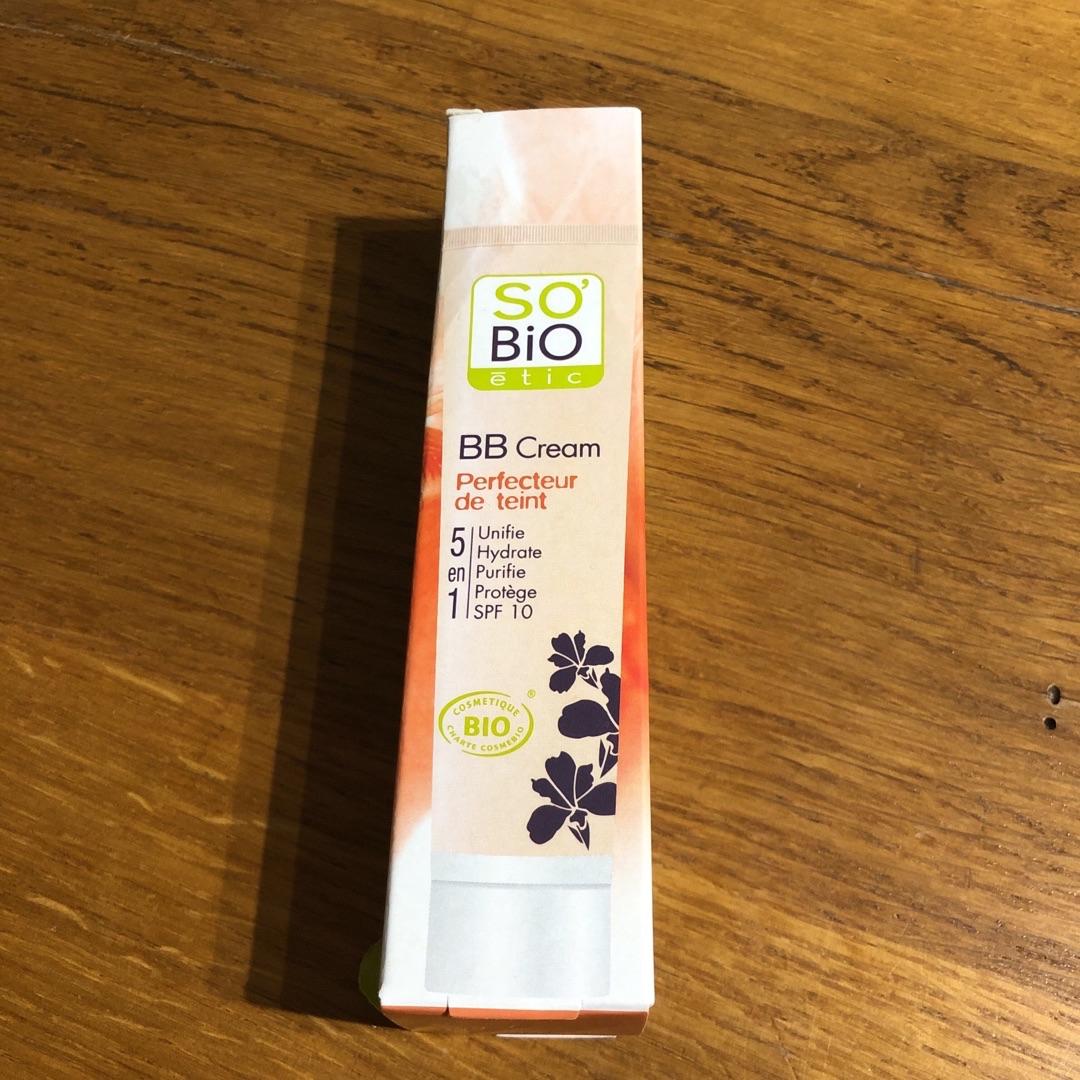 SO'
BiO
ētic
BB Cream
Perfecteur
de teint
5 en 1
Unifie
Hydrate
Purifie
Protège
SPF 10
COSMETIQUE
BIO
CHARTE COSMEBIO
®